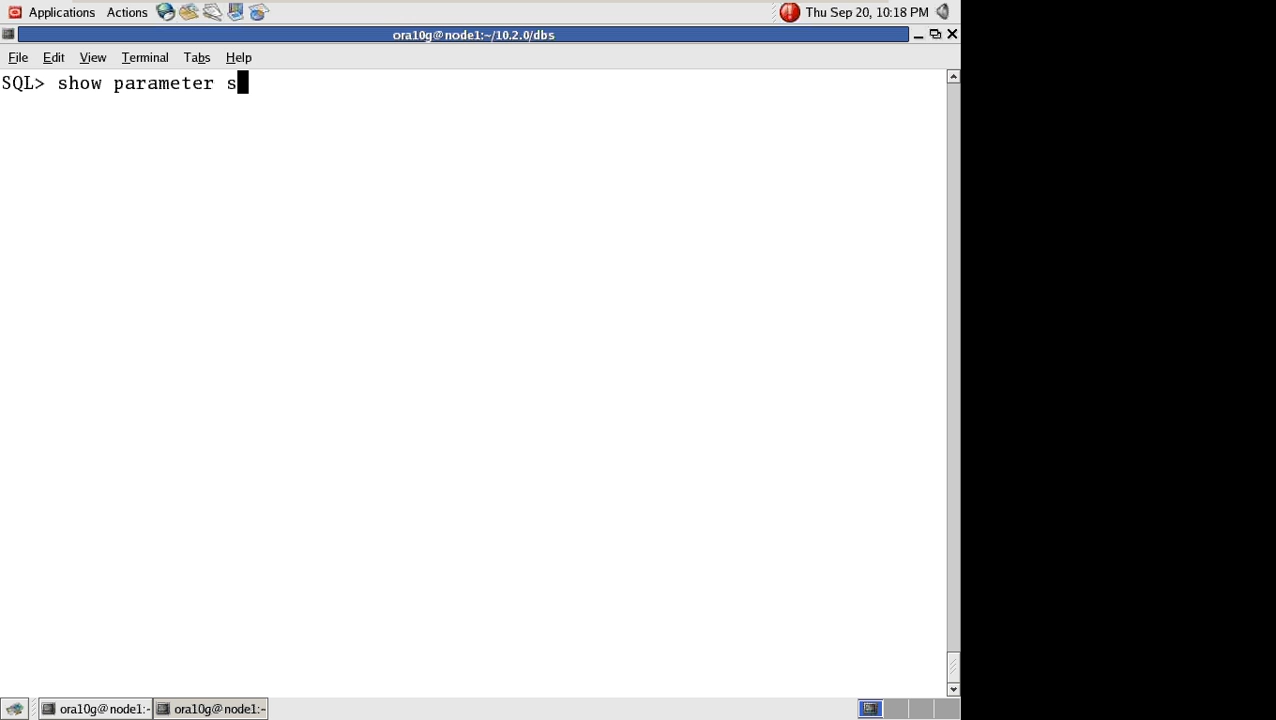 Applications Actions Thu Sep 20, 10:18 PM
ora10g@node1:~/10.2.0/dbs
File Edit View Terminal Tabs Help
SQL> show parameter s
ora10g@node1:- ora10g@node1:-